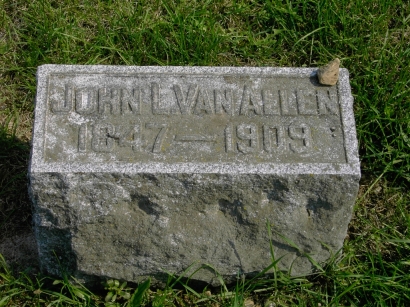 JOHN L. VAN ALLEN
1847 — 1909